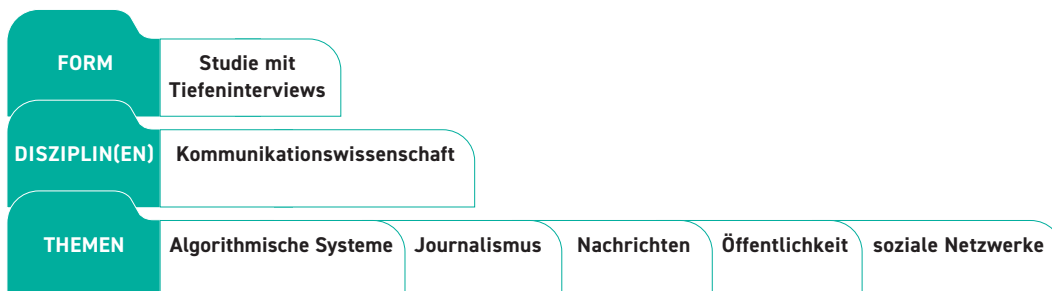 FORM
Studie mit
Tiefeninterviews
DISZIPLIN(EN)
Kommunikationswissenschaft
THEMEN
Algorithmische Systeme
Journalismus
Nachrichten
Öffentlichkeit
soziale Netzwerke